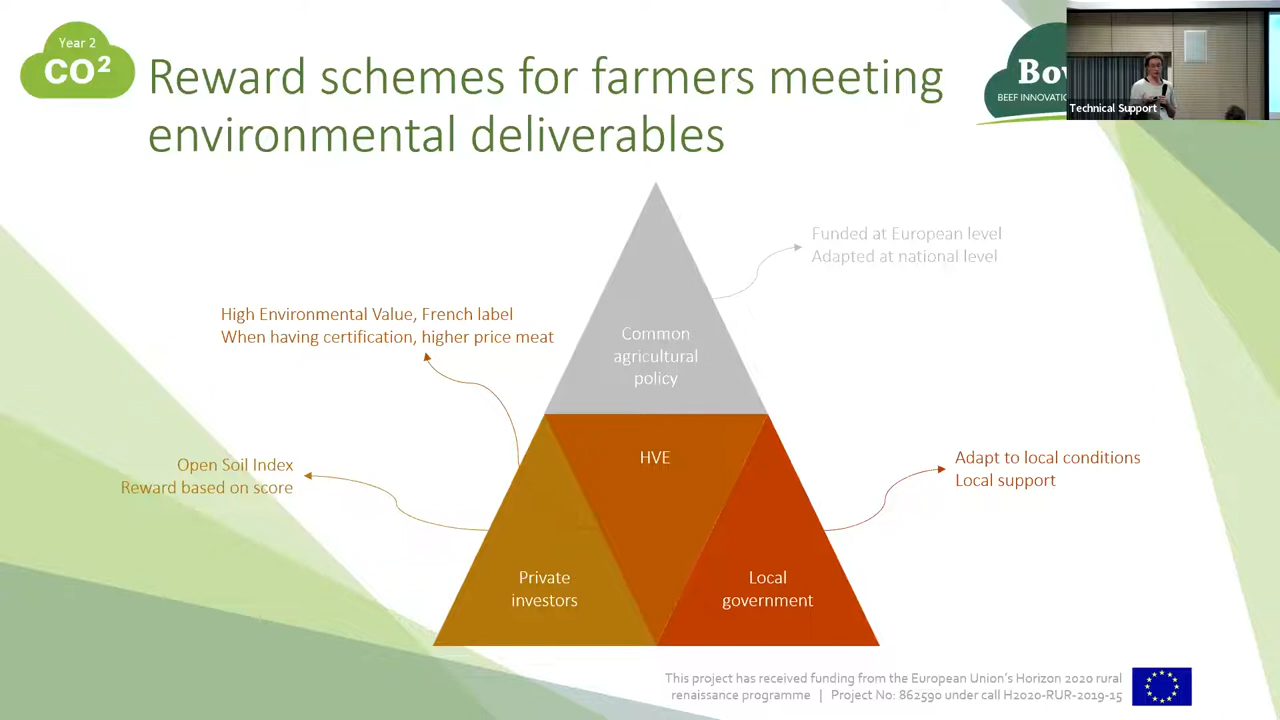 Year 2
CO²
Reward schemes for farmers meeting
environmental deliverables
BEEF INNOVATIO
Technical Support
Funded at European level
Adapted at national level
High Environmental Value, French label
When having certification, higher price meat
Common
agricultural
policy
HVE
Open Soil Index
Reward based on score
Adapt to local conditions
Local support
Private
investors
Local
government
This project has received funding from the European Union's Horizon 2020 rural
renaissance programme | Project No: 862590 under call H2020-RUR-2019-15